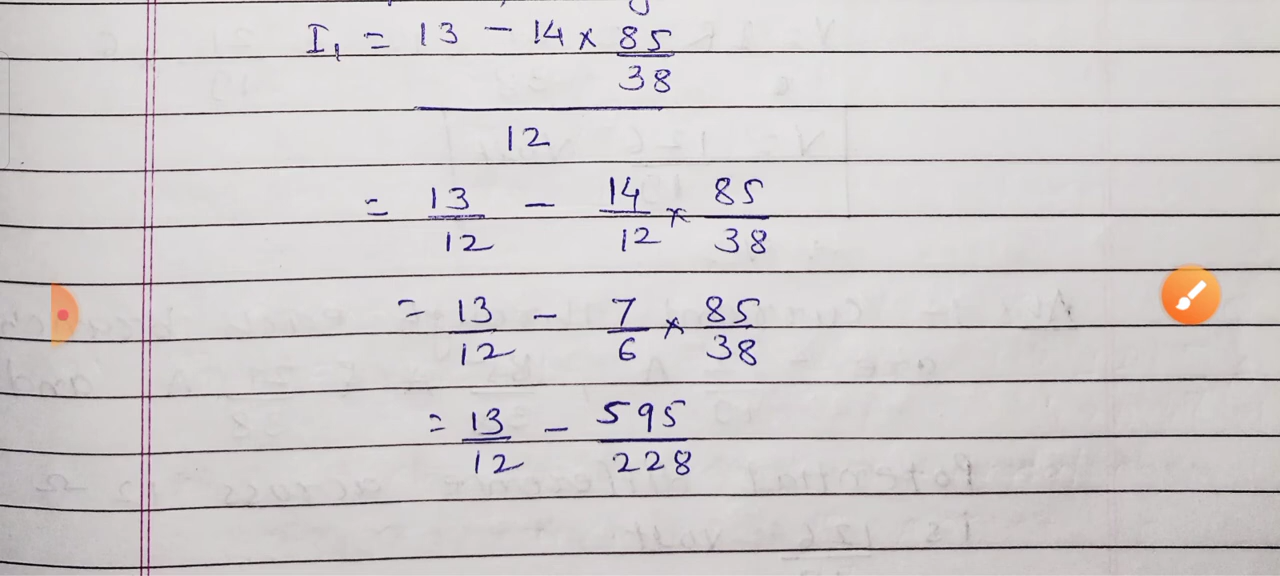 I₁ = 13 - 14 × 85/38
12
= 13/12 - 14/12 × 85/38
= 13/12 - 7/6 × 85/38
= 13/12 - 595/228